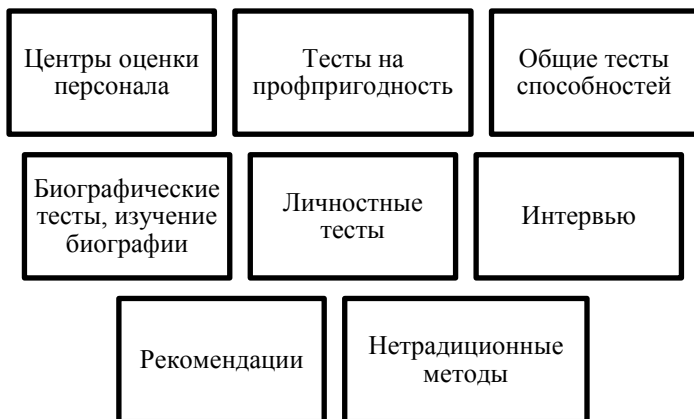 Центры оценки
персонала
Тесты на
профпригодность
Общие тесты
способностей
Биографические
тесты, изучение
биографии
Личностные
тесты
Интервью
Рекомендации
Нетрадиционные
методы